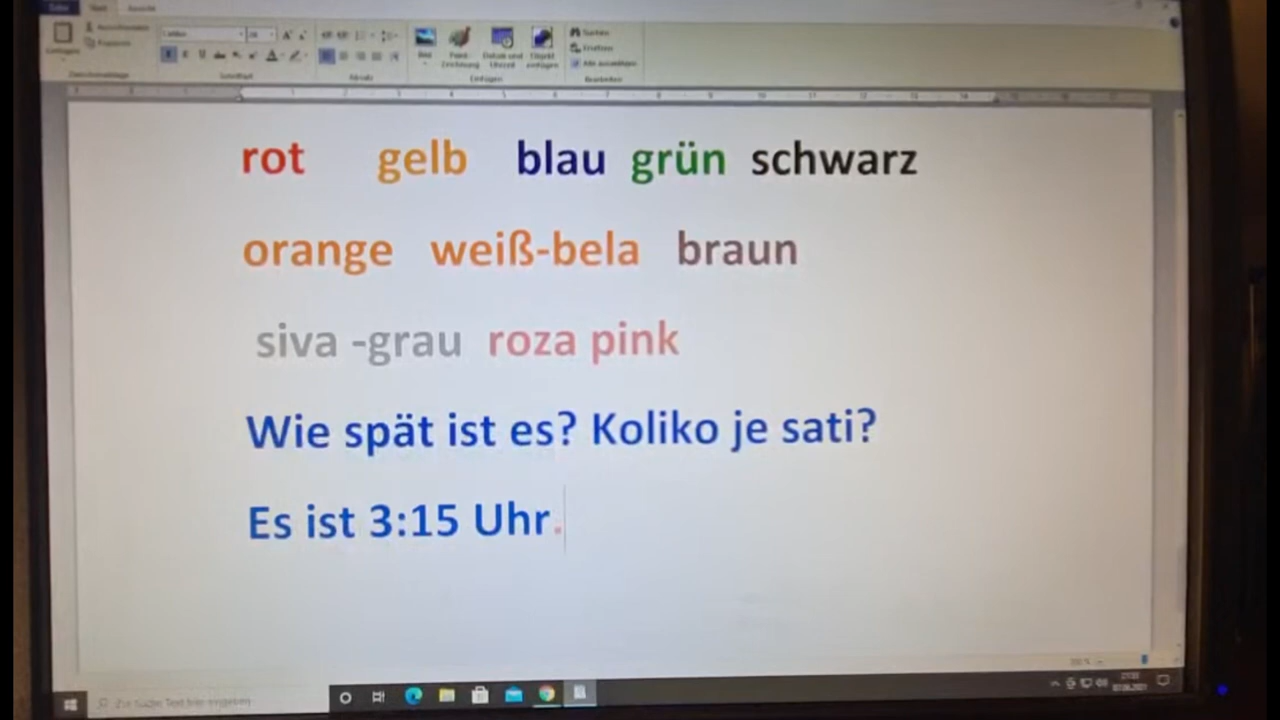 rot gelb blau grün schwarz
orange weiß-bela braun
siva -grau roza pink
Wie spät ist es? Koliko je sati?
Es ist 3:15 Uhr.